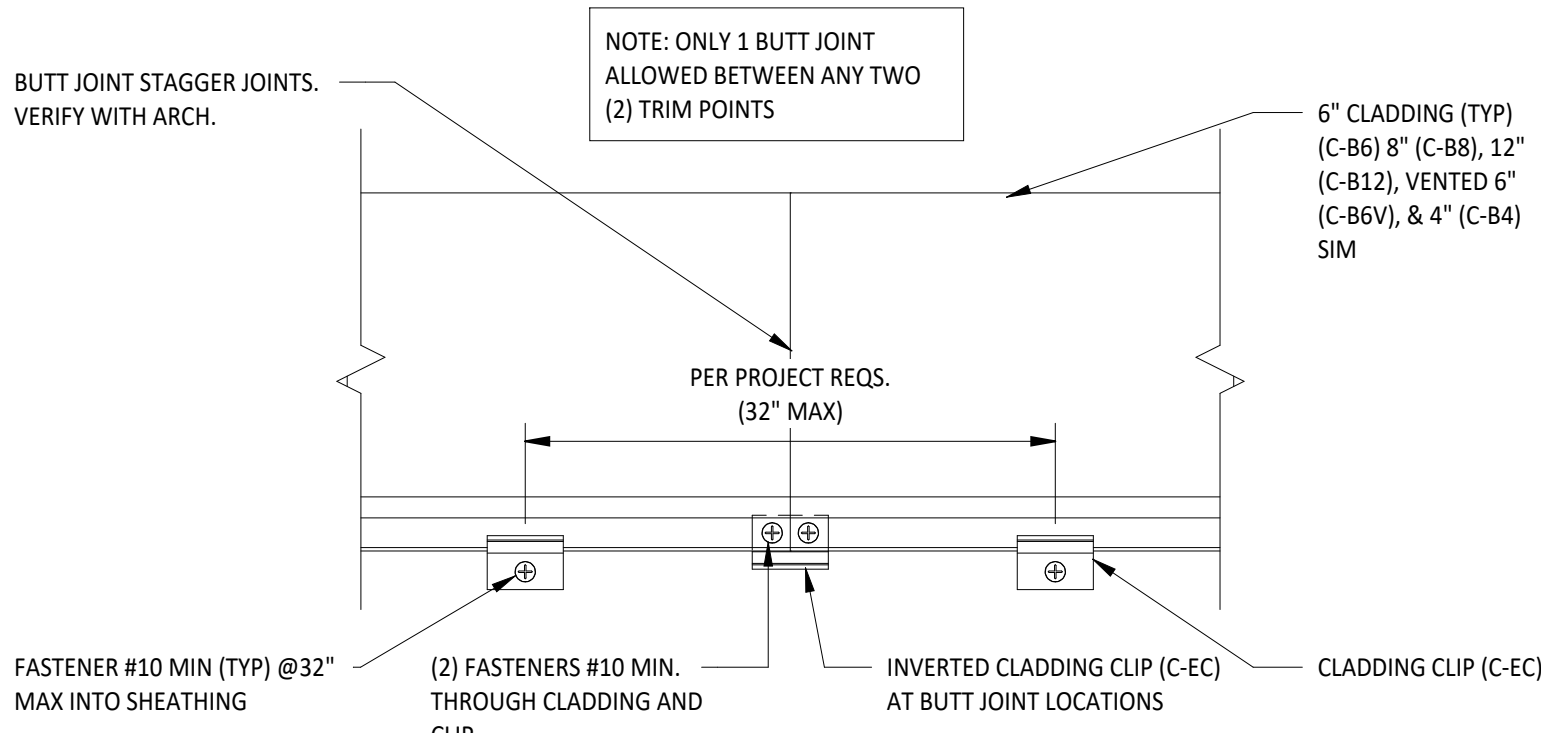 NOTE: ONLY 1 BUTT JOINT
ALLOWED BETWEEN ANY TWO
(2) TRIM POINTS
BUTT JOINT STAGGER JOINTS.
VERIFY WITH ARCH.
6" CLADDING (TYP)
(C-B6) 8" (C-B8), 12"
(C-B12), VENTED 6"
(C-B6V), & 4" (C-B4)
SIM
PER PROJECT REQS.
(32" MAX)
FASTENER #10 MIN (TYP) @32"
MAX INTO SHEATHING
(2) FASTENERS #10 MIN.
THROUGH CLADDING AND
CLIP
INVERTED CLADDING CLIP (C-EC)
AT BUTT JOINT LOCATIONS
CLADDING CLIP (C-EC)